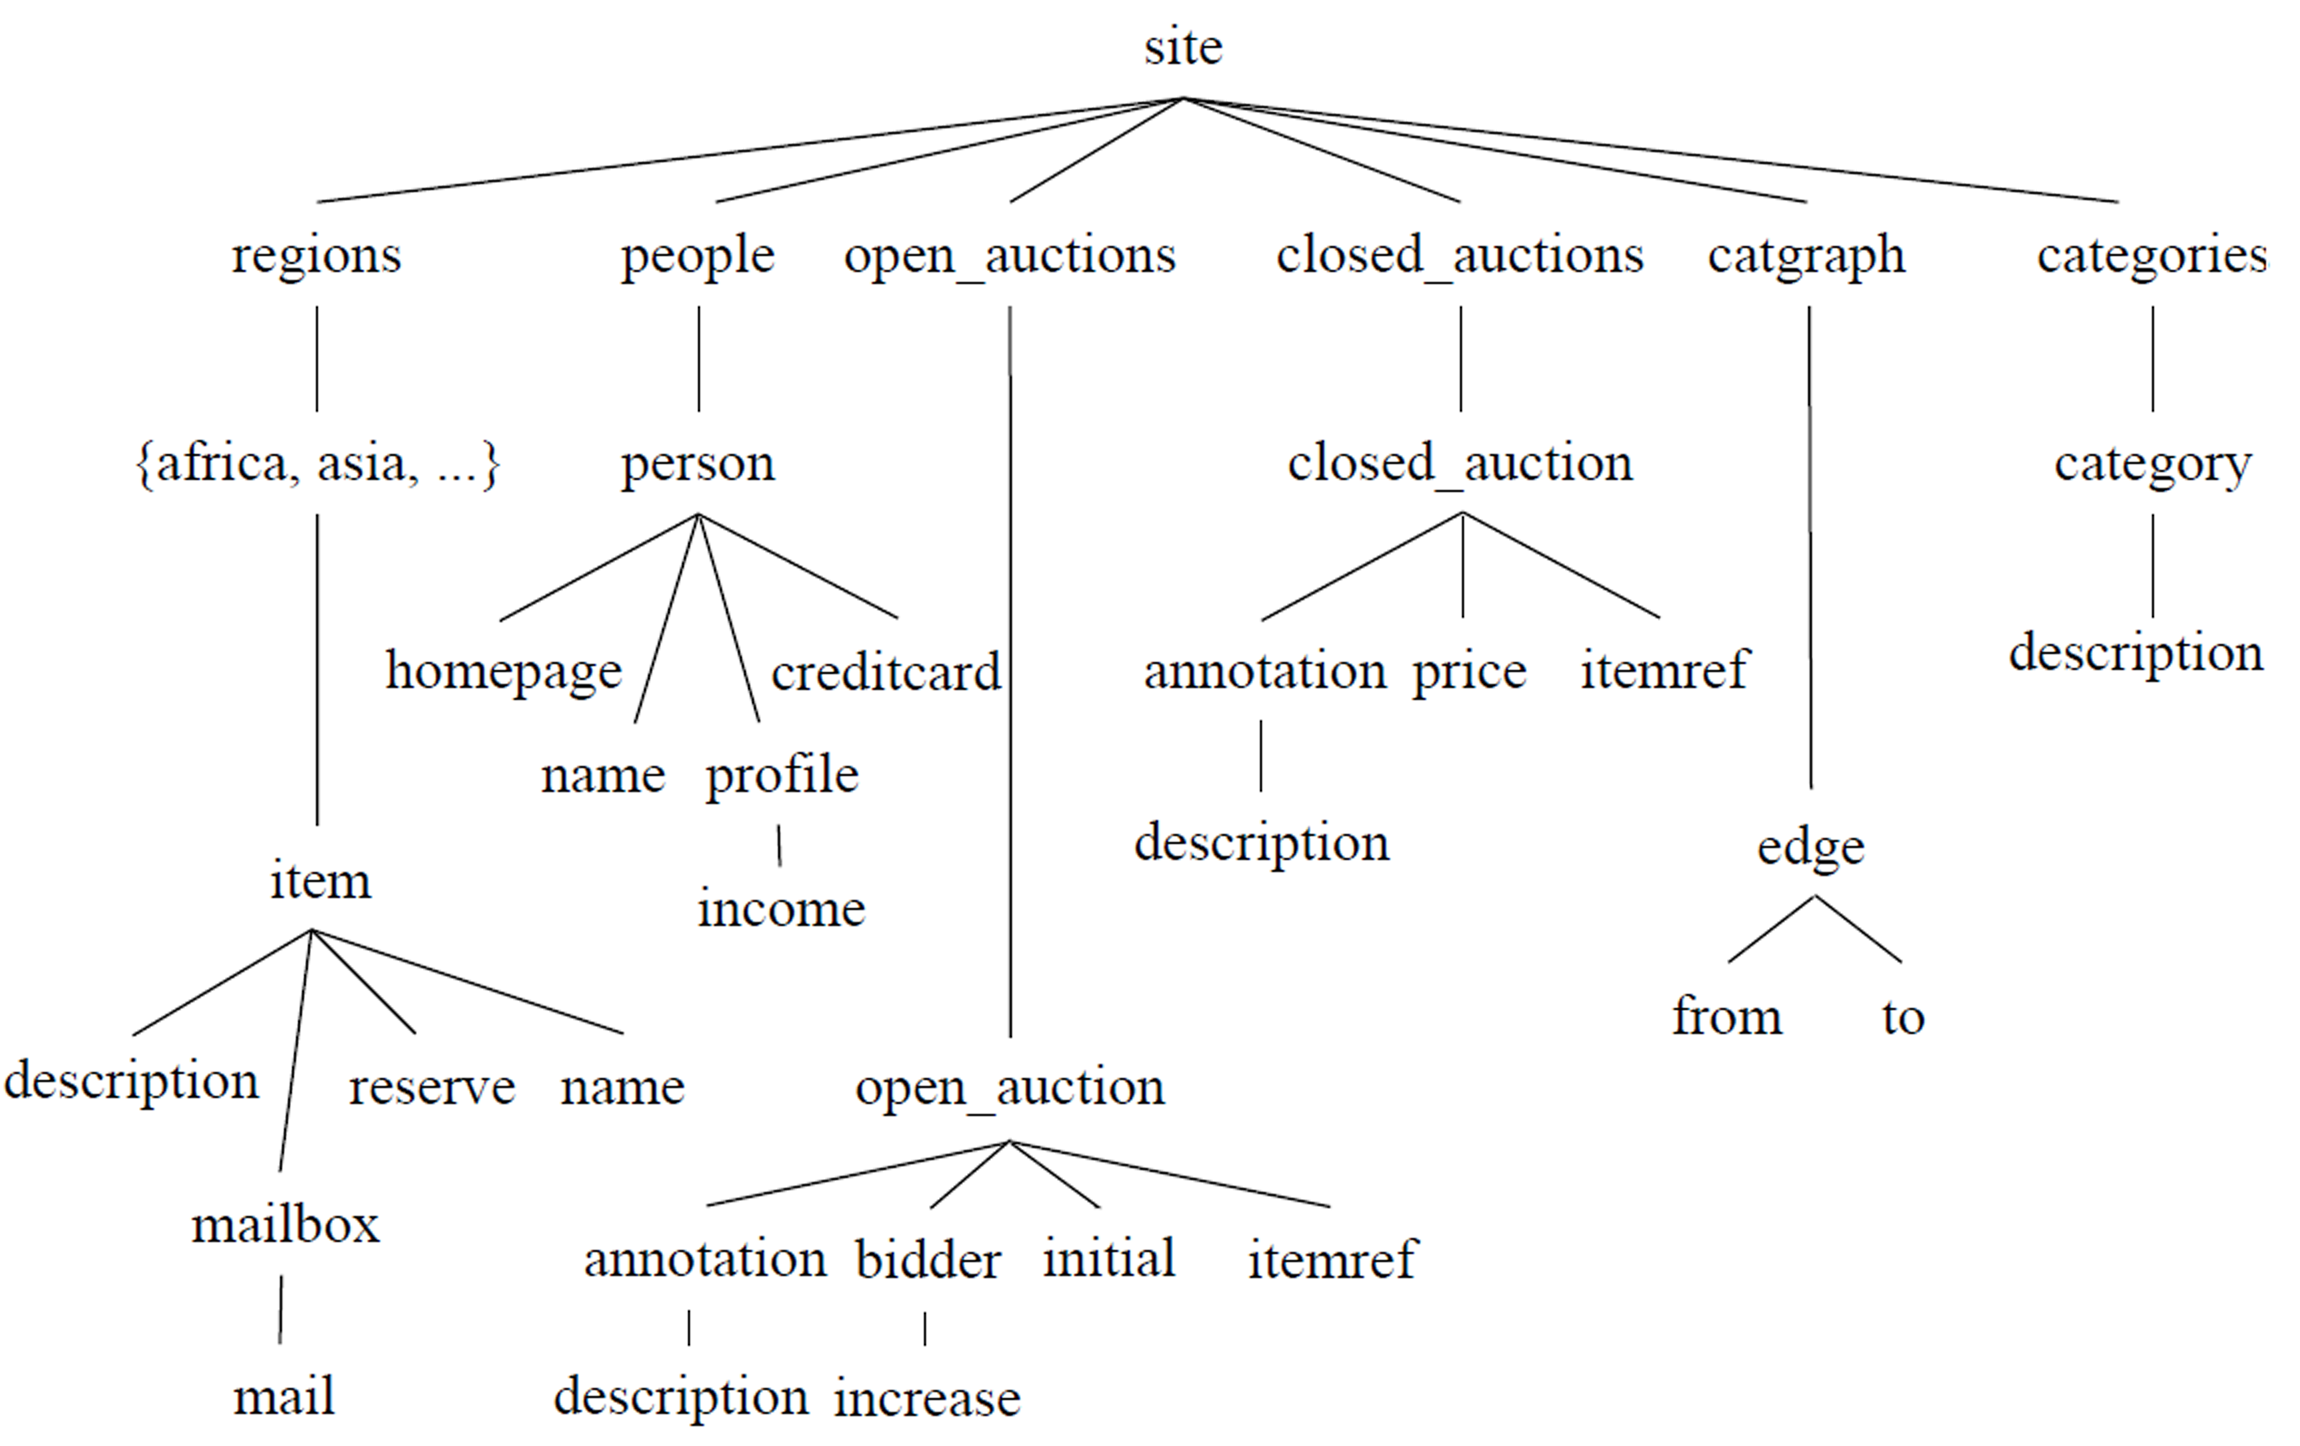 site
regions people open_auctions closed_auctions catgraph categories
{africa, asia, ...} person closed_auction category
homepage creditcard annotation price itemref description
name profile
description edge
item income
from to
description reserve name open_auction
mailbox annotation bidder initial itemref
mail description increase